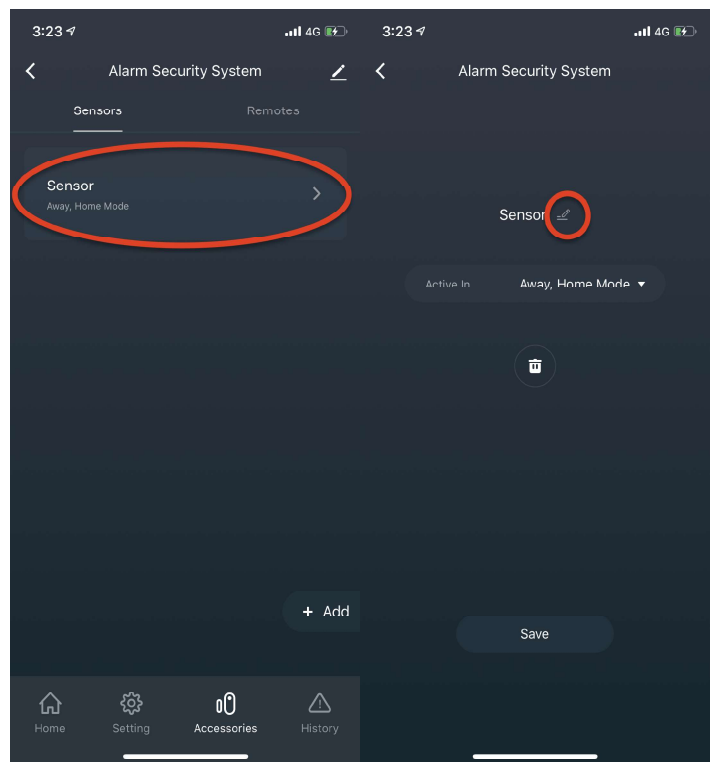 3:23
4G
Alarm Security System
Sensors
Remotes
Sensor
Away, Home Mode
+ Add
Home
Setting
Accessories
History
3:23
4G
Alarm Security System
Sensor
Active In
Away, Home Mode
Save